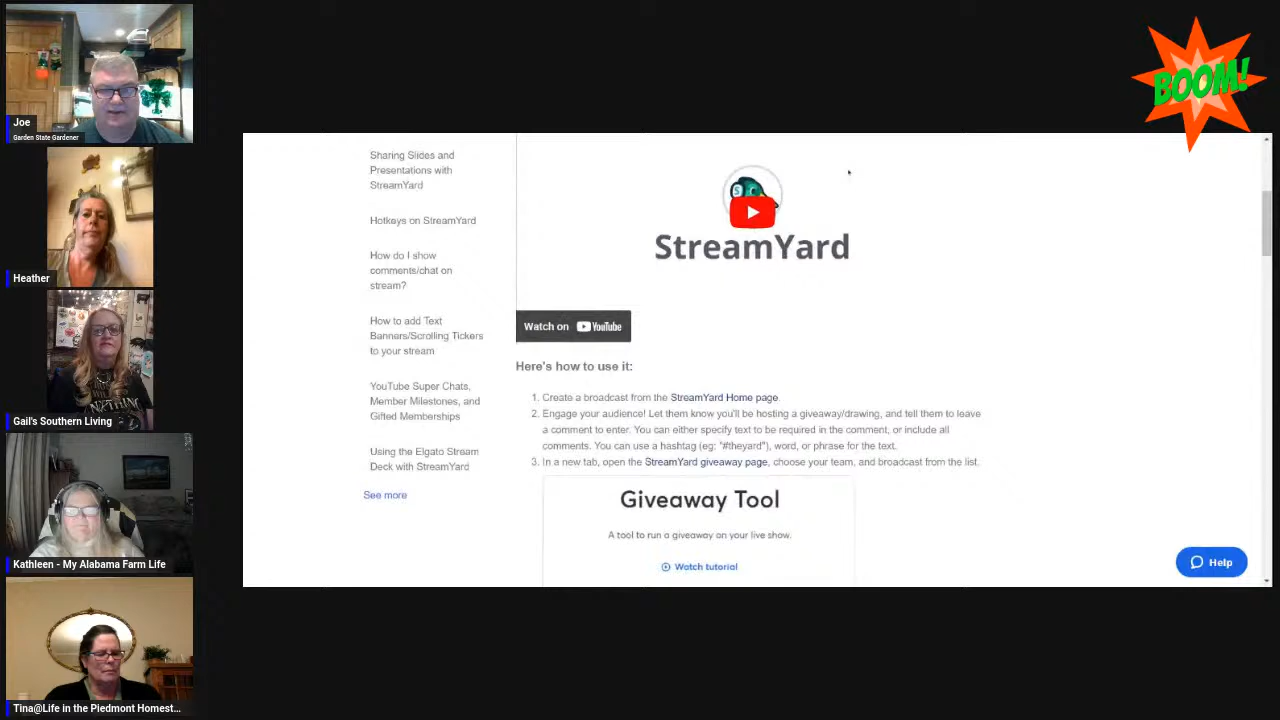 Joe
Garden State Gardener
Heather
Gail's Southern Living
Kathleen - My Alabama Farm Life
Tina@Life in the Piedmont Homest...
BOOM!
Sharing Slides and
Presentations with
StreamYard
Hotkeys on StreamYard
How do I show
comments/chat on
stream?
How to add Text
Banners/Scrolling Tickers
to your stream
YouTube Super Chats,
Member Milestones, and
Gifted Memberships
Using the Elgato Stream
Deck with StreamYard
See more
S
StreamYard
Watch on YouTube
Here's how to use it:
1. Create a broadcast from the StreamYard Home page.
2. Engage your audience! Let them know you'll be hosting a giveaway/drawing, and tell them to leave
a comment to enter. You can either specify text to be required in the comment, or include all
comments. You can use a hashtag (eg: "#theyard"), word, or phrase for the text.
3. In a new tab, open the StreamYard giveaway page, choose your team, and broadcast from the list.
Giveaway Tool
A tool to run a giveaway on your live show.
Watch tutorial
Help